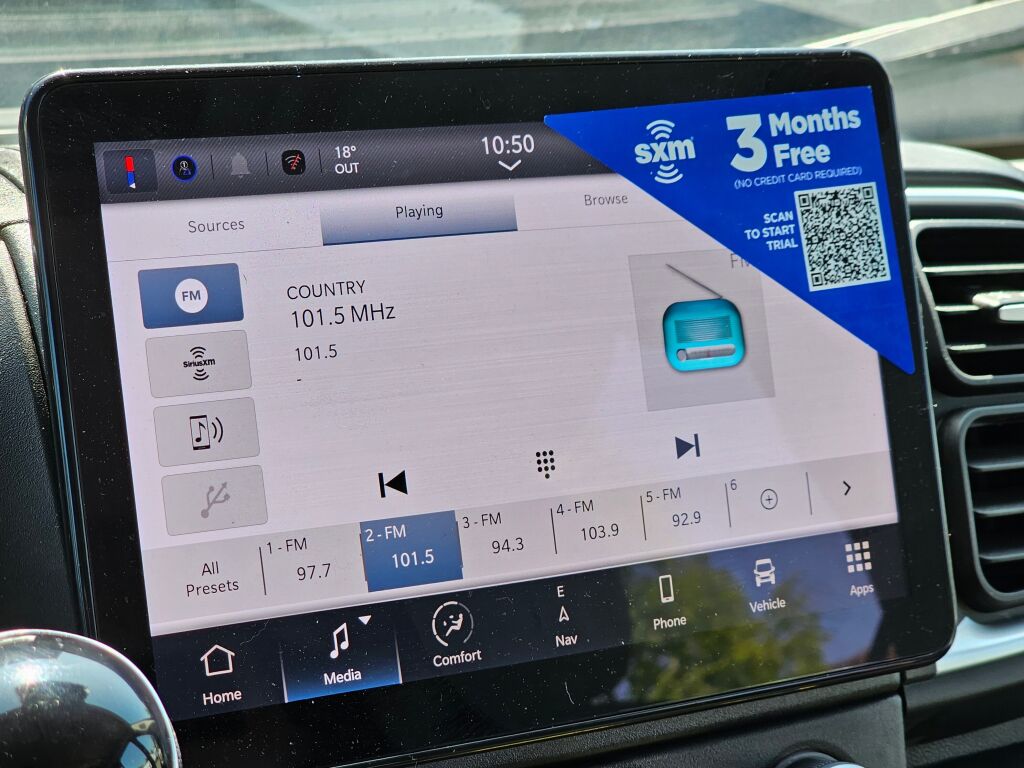 18°
OUT
10:50
sxm
3 Months
Free
(NO CREDIT CARD REQUIRED)
SCAN
TO START
TRIAL
Sources
Playing
Browse
FM
COUNTRY
101.5 MHz
101.5
-
FM
SiriusXM
All
Presets
1 - FM
97.7
2 - FM
101.5
3 - FM
94.3
4 - FM
103.9
5 - FM
92.9
6
Home
Media
Comfort
E
Nav
Phone
Vehicle
Apps